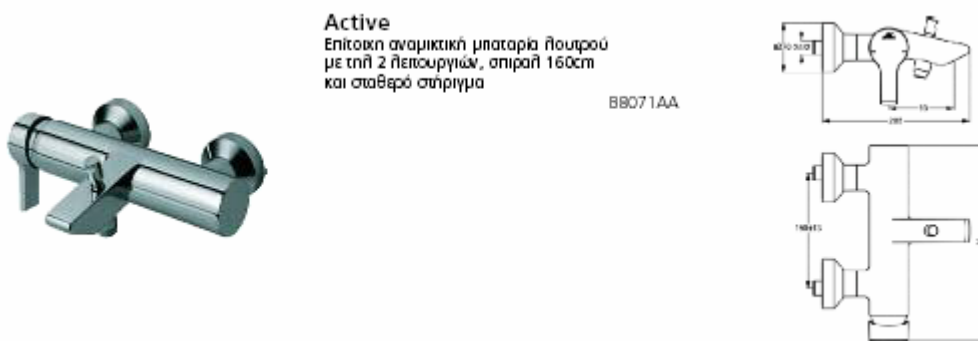 Active
Επίτοιχη αναμικτική μπαταρία λουτρού
με τηλ 2 λειτουργιών, σπιράλ 160cm
και σταθερό στήριγμα
B8071AA